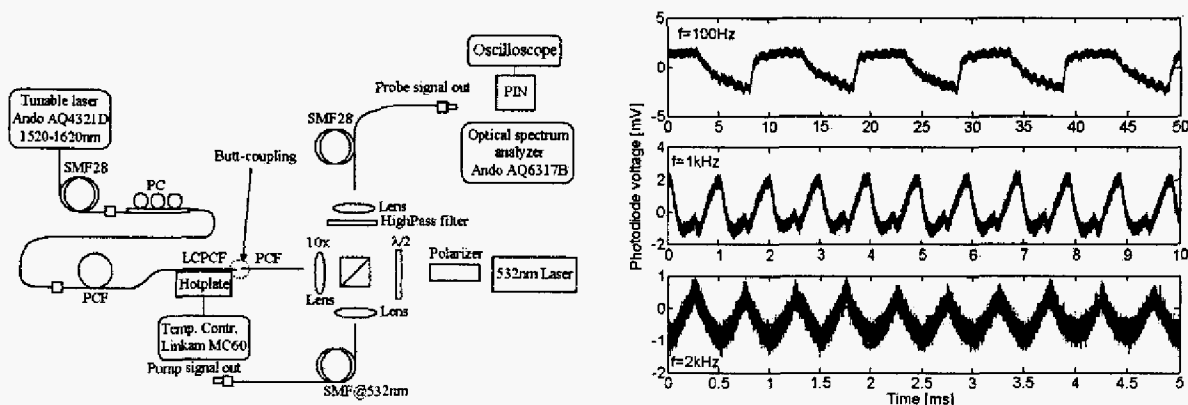 Oscilloscope
Probe signal out
PIN
Tunable laser
Ando AQ4321D
1520-1620nm
SMF28
Optical spectrum
analyzer
Ando AQ6317B
Butt-coupling
SMF28
PC
Lens
HighPass filter
LCPCF
PCF
10x
λ/2
Polarizer
532nm Laser
Hotplate
PCF
Lens
Lens
Temp. Contr.
Linkam MC60
Pump signal out
SMF@532nm
Photodiode voltage [mV]
5
f=100Hz
0
-5
0 5 10 15 20 25 30 35 40 45 50
4
f=1kHz
2
0
-2
0 1 2 3 4 5 6 7 8 9 10
1
0
-1
f=2kHz
-2
0 0.5 1 1.5 2 2.5 3 3.5 4 4.5 5
Time [ms]